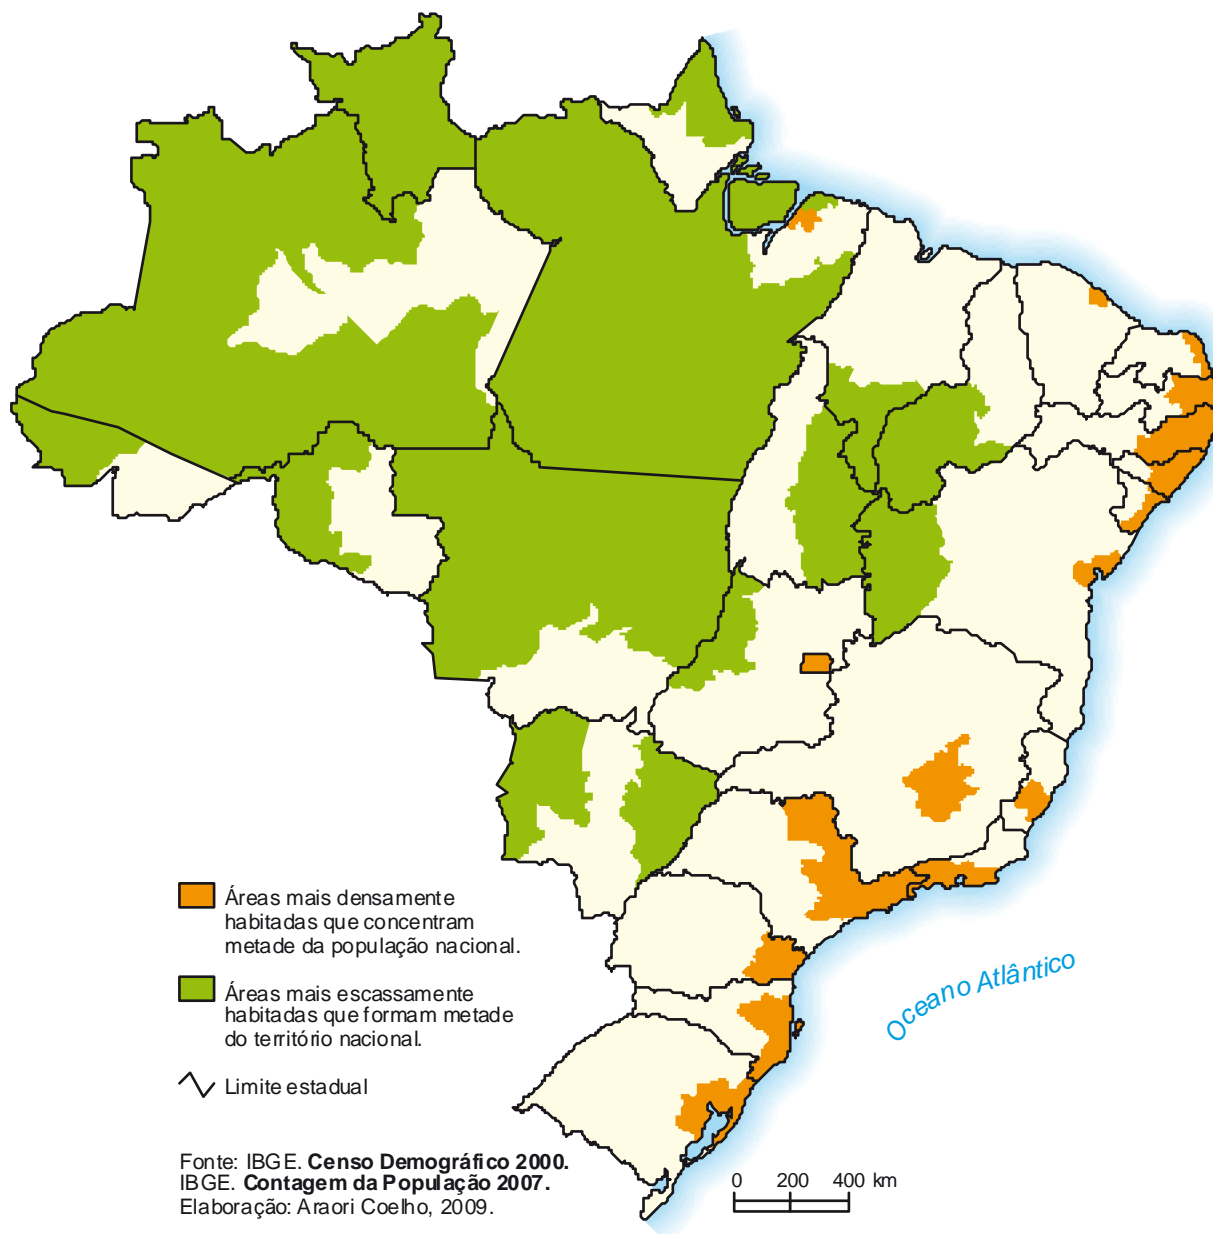 Áreas mais densamente
habitadas que concentram
metade da população nacional.
Áreas mais escassamente
habitadas que formam metade
do território nacional.
Limite estadual
Fonte: IBGE. Censo Demográfico 2000.
IBGE. Contagem da População 2007.
Elaboração: Araori Coelho, 2009.
Oceano Atlântico
0 200 400 km